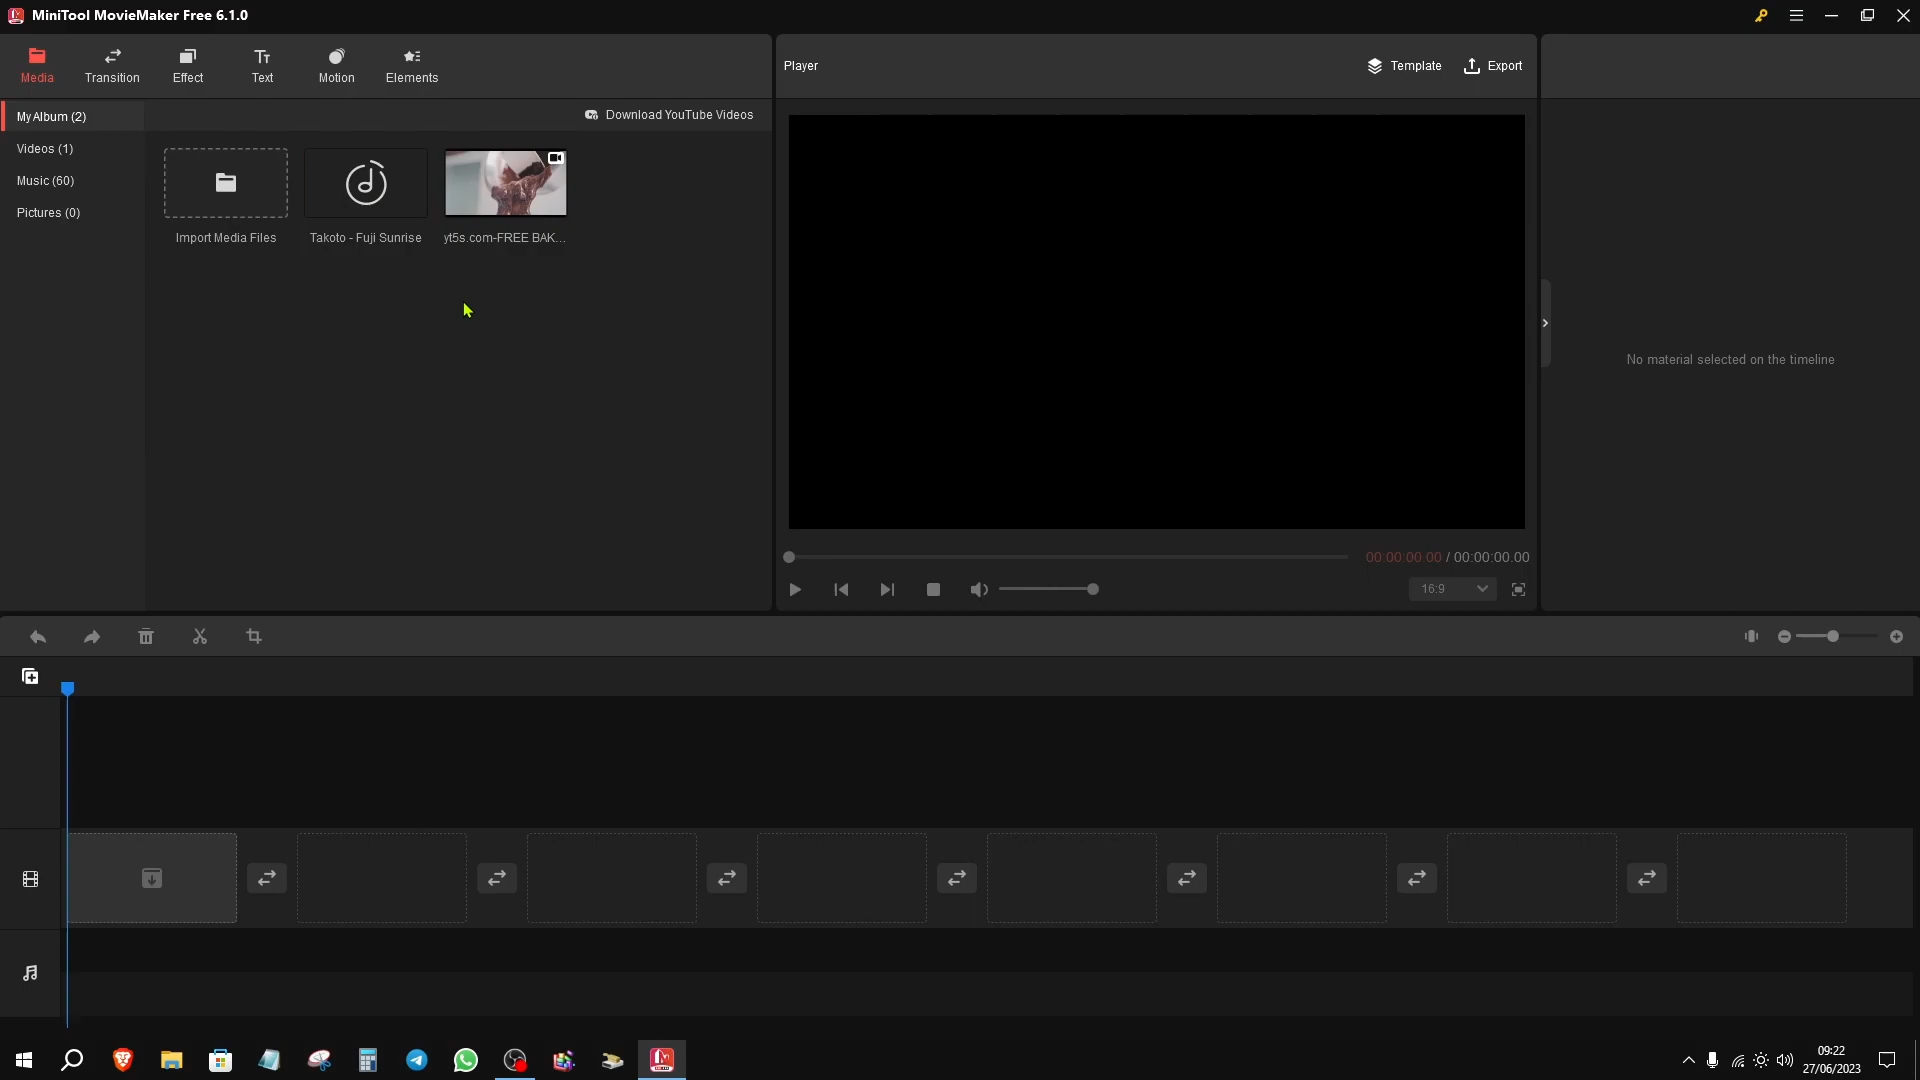 MiniTool MovieMaker Free 6.1.0
Media
Transition
Effect
Text
Motion
Elements
Player
Template
Export
My Album (2)
Download YouTube Videos
Videos (1)
Music (60)
Pictures (0)
Import Media Files
Takoto - Fuji Sunrise
yt5s.com-FREE BAK...
No material selected on the timeline
00:00:00.00 / 00:00:00.00
16:9
09:22
27/06/2023